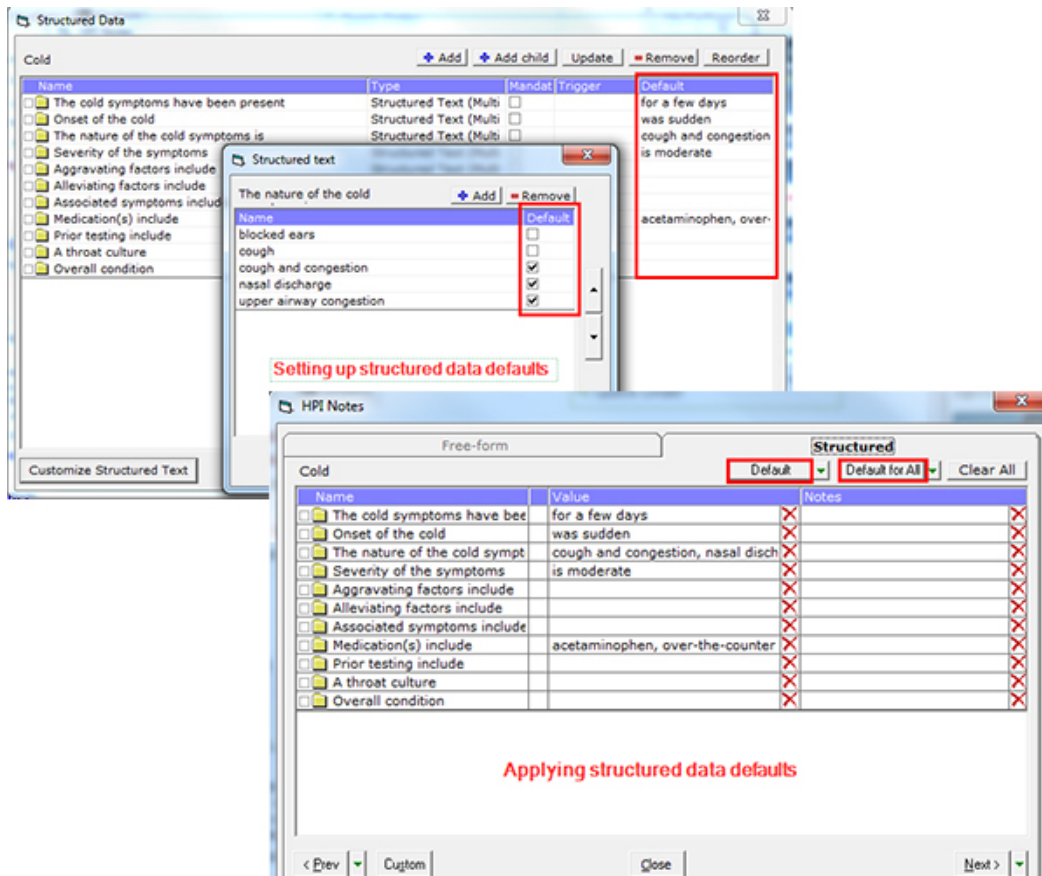 Structured Data
Cold
Add Add child Update Remove Reorder
Name Type Mandat Trigger Default
The cold symptoms have been present Structured Text (Multi for a few days
Onset of the cold Structured Text (Multi was sudden
The nature of the cold symptoms is Structured Text (Multi cough and congestion
Severity of the symptoms is moderate
Aggravating factors include
Alleviating factors include
Associated symptoms includ
Medication(s) include acetaminophen, over-
Prior testing include
A throat culture
Overall condition
Customize Structured Text
Structured text
The nature of the cold Add Remove
Name Default
blocked ears
cough
cough and congestion
nasal discharge
upper airway congestion
Setting up structured data defaults
HPI Notes
Free-form Structured
Cold Default Default for All Clear All
Name Value Notes
The cold symptoms have bee for a few days
Onset of the cold was sudden
The nature of the cold sympt cough and congestion, nasal disch
Severity of the symptoms is moderate
Aggravating factors include
Alleviating factors include
Associated symptoms include
Medication(s) include acetaminophen, over-the-counter
Prior testing include
A throat culture
Overall condition
Applying structured data defaults
< Prev Custom Close Next >